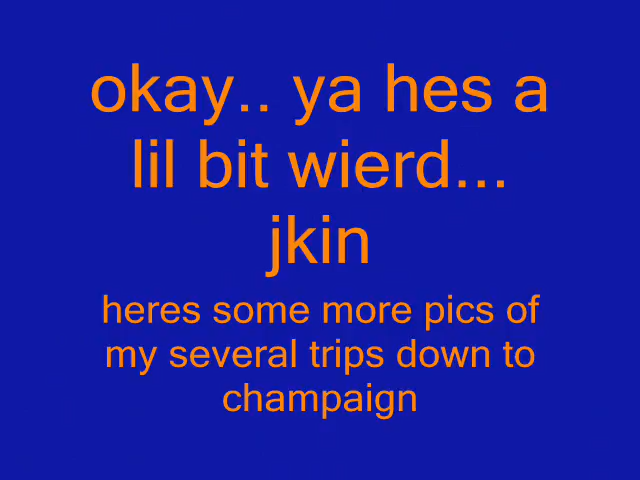 okay.. ya hes a
lil bit wierd...
jkin
heres some more pics of
my several trips down to
champaign